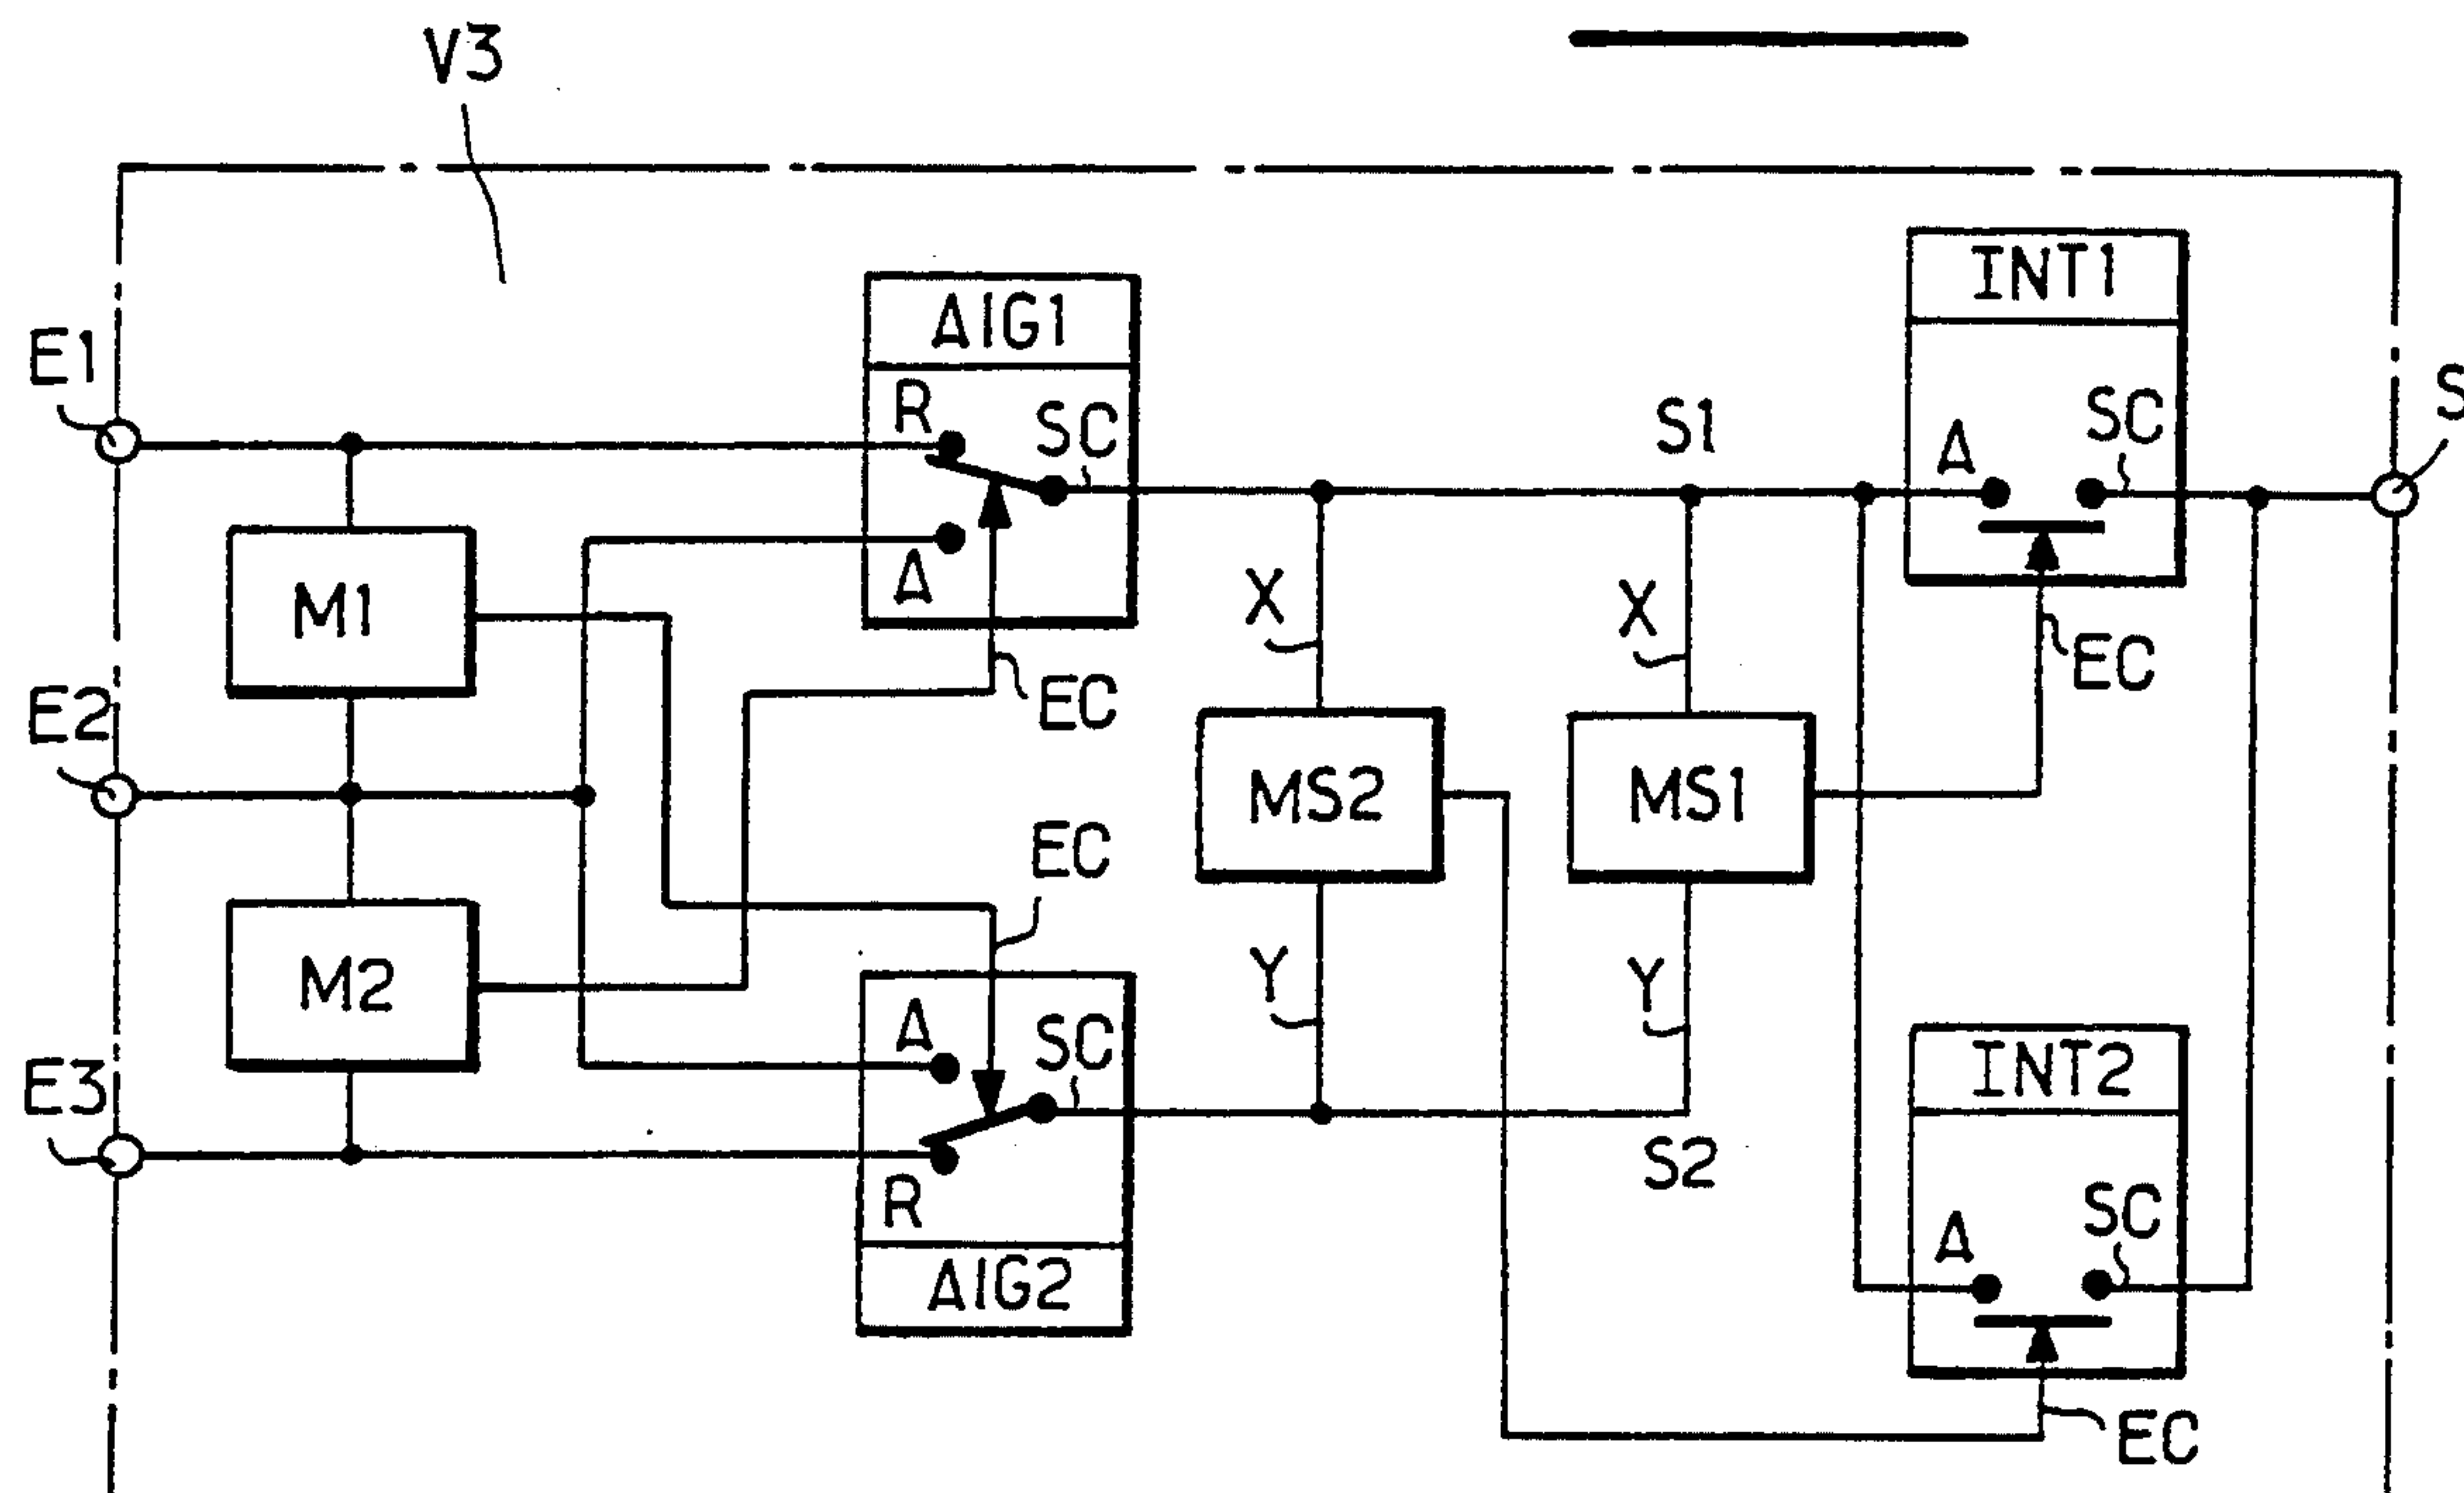 V3
INT1
AIG1
E1
R
SC
S1
A
SC
S
A
M1
X
X
EC
EC
E2
MS2
MS1
EC
M2
Y
Y
A
SC
E3
INT2
S2
R
SC
A
AIG2
EC